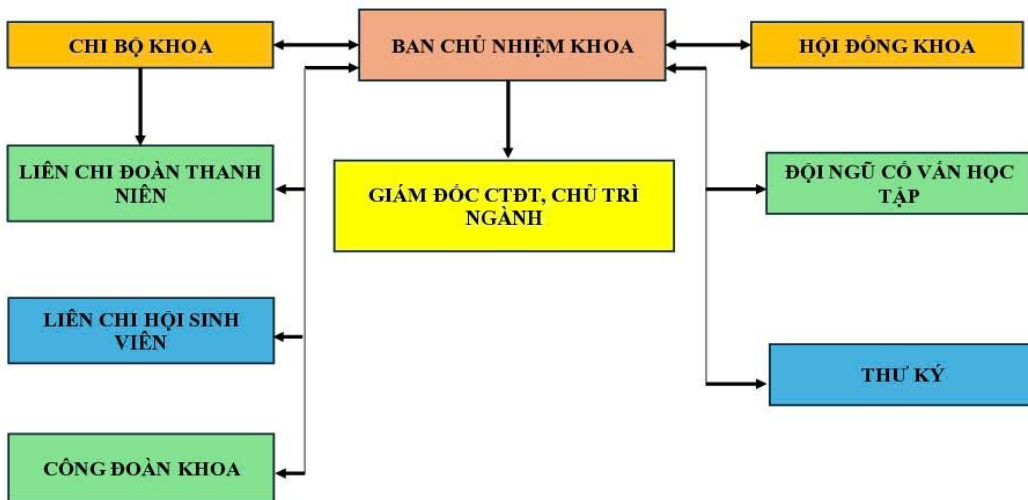 CHI BỘ KHOA
BAN CHỦ NHIỆM KHOA
HỘI ĐỒNG KHOA
LIÊN CHI ĐOÀN THANH
NIÊN
GIÁM ĐỐC CTĐT, CHỦ TRÌ
NGÀNH
ĐỘI NGŨ CỐ VẤN HỌC
TẬP
LIÊN CHI HỘI SINH
VIÊN
THƯ KÝ
CÔNG ĐOÀN KHOA